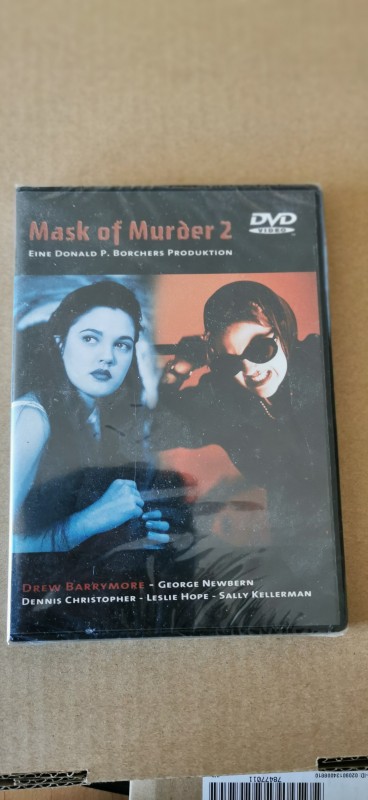 Mask of Murder 2
DVD
VIDEO
Eine Donald P. Borchers Produktion
Drew Barrymore - George Newbern
Dennis Christopher - Leslie Hope - Sally Kellerman
78477011